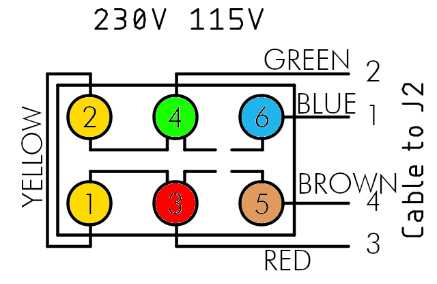 230V 115V
GREEN 2
2 4 6 BLUE 1
YELLOW
1 3 5 BROWN 4
RED 3
Cable to J2